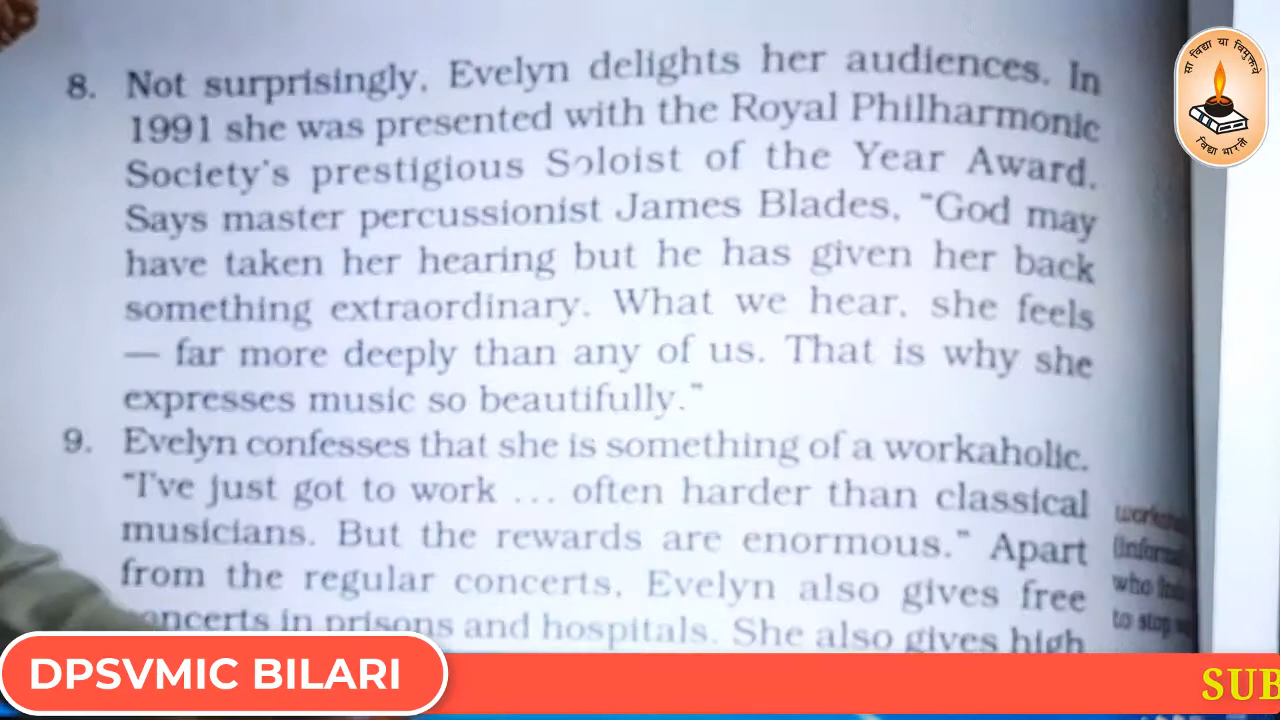 सा विद्या या विमुक्तये
विद्या भारती
8. Not surprisingly, Evelyn delights her audiences. In
1991 she was presented with the Royal Philharmonic
Society's prestigious Soloist of the Year Award.
Says master percussionist James Blades, "God may
have taken her hearing but he has given her back
something extraordinary. What we hear, she feels
— far more deeply than any of us. That is why she
expresses music so beautifully."
9. Evelyn confesses that she is something of a workaholic.
"I've just got to work … often harder than classical
musicians. But the rewards are enormous." Apart
from the regular concerts, Evelyn also gives free
concerts in prisons and hospitals. She also gives high
who
to stop
DPSVMIC BILARI
SUB